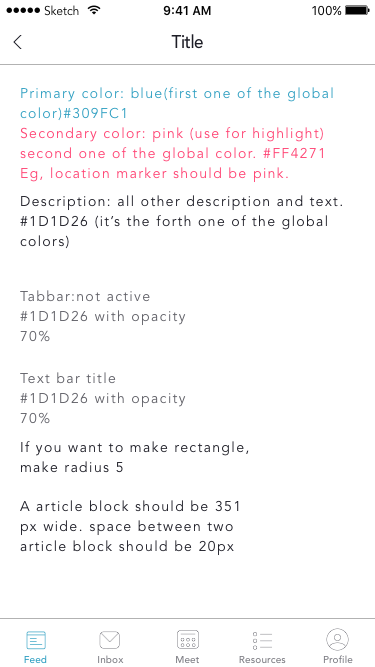 Sketch 9:41 AM 100%
Title
Primary color: blue(first one of the global
color)#309FC1
Secondary color: pink (use for highlight)
second one of the global color. #FF4271
Eg, location marker should be pink.
Description: all other description and text.
#1D1D26 (it’s the forth one of the global
colors)
Tabbar:not active
#1D1D26 with opacity
70%
Text bar title
#1D1D26 with opacity
70%
If you want to make rectangle,
make radius 5
A article block should be 351
px wide. space between two
article block should be 20px
Feed Inbox Meet Resources Profile